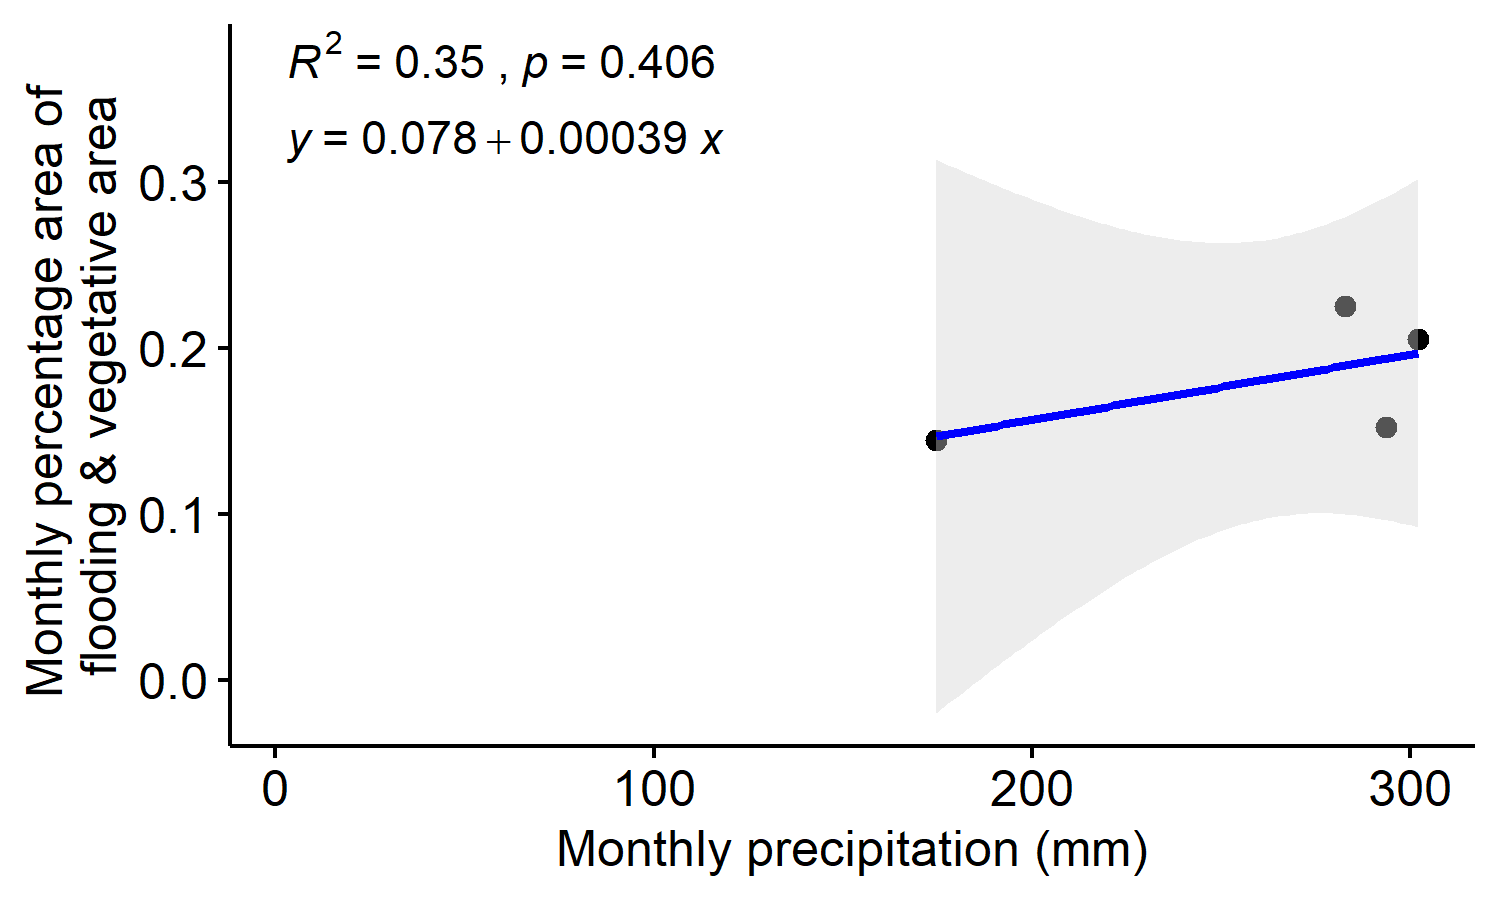 R² = 0.35 , p = 0.406
y = 0.078 + 0.00039 x
Monthly percentage area of
flooding & vegetative area
0.3
0.2
0.1
0.0
0 100 200 300
Monthly precipitation (mm)